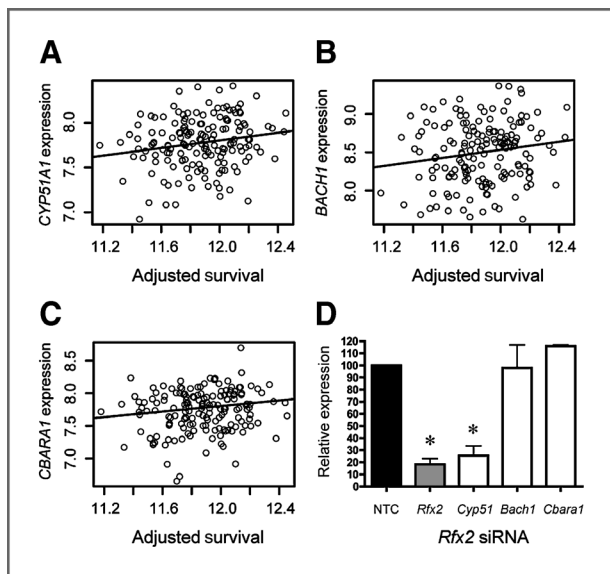 A
CYP51A1 expression
8.0
7.5
7.0
11.2 11.6 12.0 12.4
Adjusted survival
B
BACH1 expression
9.0
8.5
8.0
11.2 11.6 12.0 12.4
Adjusted survival
C
CBARA1 expression
8.5
8.0
7.5
7.0
11.2 11.6 12.0 12.4
Adjusted survival
D
Relative expression
120
110
100
90
80
70
60
50
40
30
20
10
0
* *
NTC Rfx2 Cyp51 Bach1 Cbara1
Rfx2 siRNA